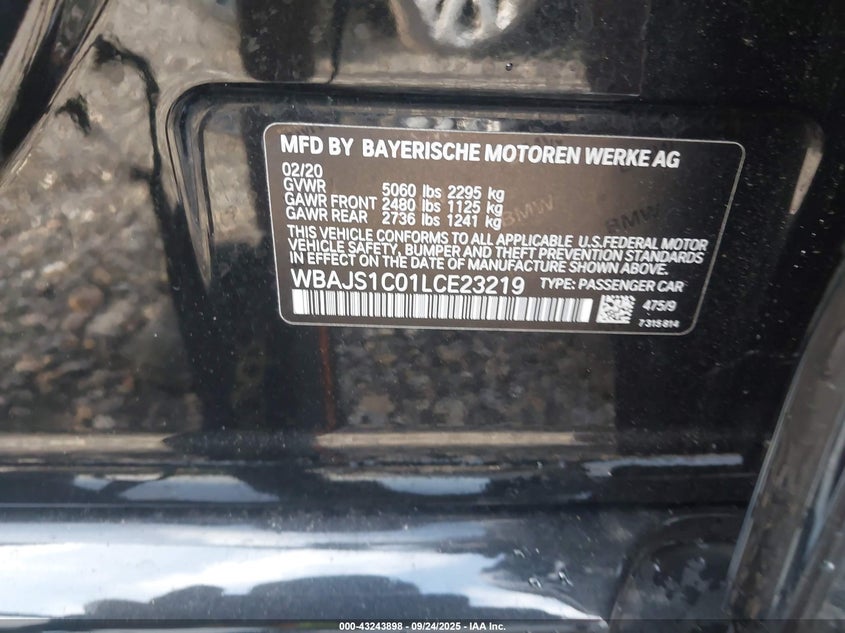 MFD BY BAYERISCHE MOTOREN WERKE AG
02/20
GVWR 5060 lbs 2295 kg
GAWR FRONT 2480 lbs 1125 kg
GAWR REAR 2736 lbs 1241 kg
THIS VEHICLE CONFORMS TO ALL APPLICABLE U.S.FEDERAL MOTOR
VEHICLE SAFETY, BUMPER AND THEFT PREVENTION STANDARDS
IN EFFECT ON THE DATE OF MANUFACTURE SHOWN ABOVE.
WBAJS1C01LCE23219 TYPE: PASSENGER CAR
475/9
7315814
BMW
BMW
000-43243898 - 09/24/2025 - IAA Inc.